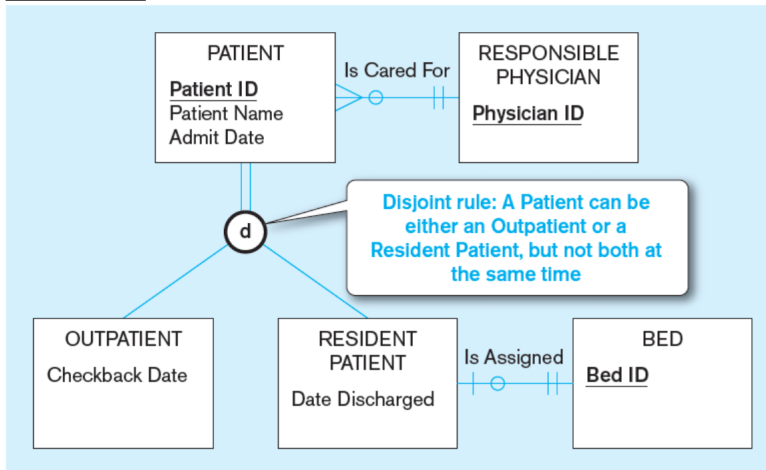 PATIENT
Patient ID
Patient Name
Admit Date
Is Cared For
RESPONSIBLE
PHYSICIAN
Physician ID
d
Disjoint rule: A Patient can be
either an Outpatient or a
Resident Patient, but not both at
the same time
OUTPATIENT
Checkback Date
RESIDENT
PATIENT
Date Discharged
Is Assigned
BED
Bed ID